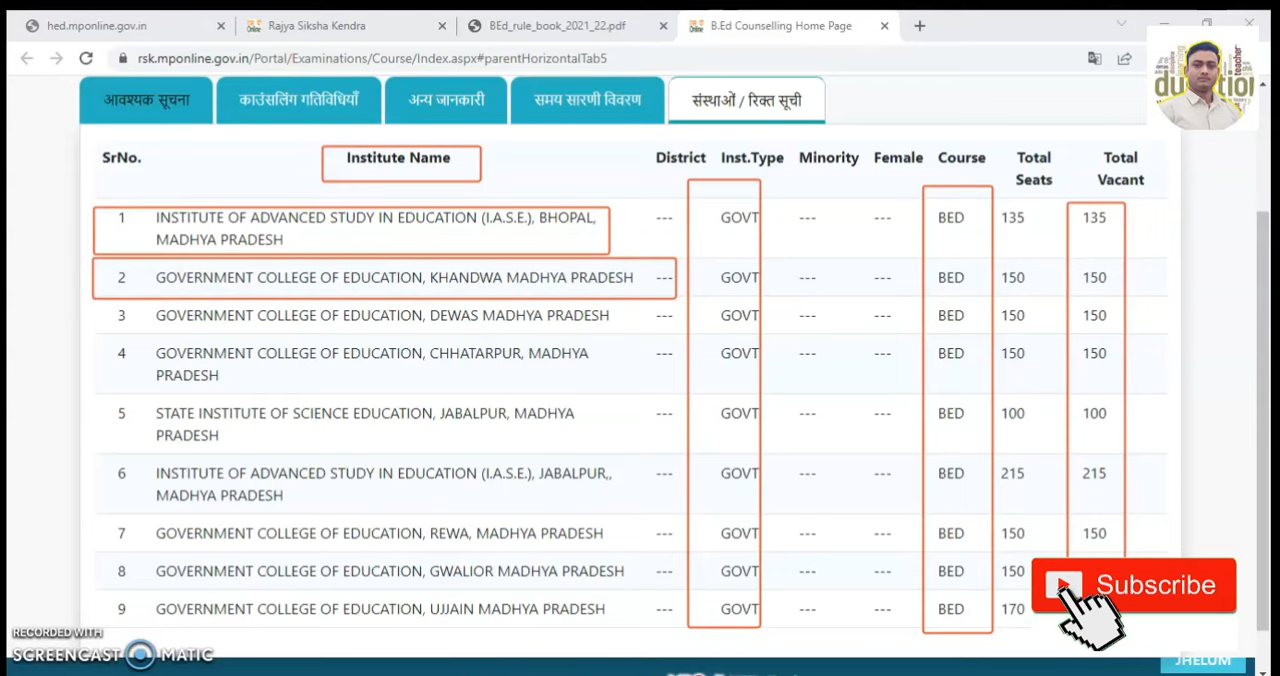 hed.mponline.gov.in
Rajya Siksha Kendra
BEd_rule_book_2021_22.pdf
B.Ed Counselling Home Page
rsk.mponline.gov.in/Portal/Examinations/Course/Index.aspx#parentHorizontalTab5
teacher
आवश्यक सूचना काउंसलिंग गतिविधियाँ अन्य जानकारी समय सारणी विवरण संस्थाओं / रिक्त सूची
SrNo. Institute Name District Inst.Type Minority Female Course Total Seats Total Vacant
1 INSTITUTE OF ADVANCED STUDY IN EDUCATION (I.A.S.E.), BHOPAL, --- GOVT --- --- BED 135 135
MADHYA PRADESH
2 GOVERNMENT COLLEGE OF EDUCATION, KHANDWA MADHYA PRADESH --- GOVT --- --- BED 150 150
3 GOVERNMENT COLLEGE OF EDUCATION, DEWAS MADHYA PRADESH --- GOVT --- --- BED 150 150
4 GOVERNMENT COLLEGE OF EDUCATION, CHHATARPUR, MADHYA --- GOVT --- --- BED 150 150
PRADESH
5 STATE INSTITUTE OF SCIENCE EDUCATION, JABALPUR, MADHYA --- GOVT --- --- BED 100 100
PRADESH
6 INSTITUTE OF ADVANCED STUDY IN EDUCATION (I.A.S.E.), JABALPUR,, --- GOVT --- --- BED 215 215
MADHYA PRADESH
7 GOVERNMENT COLLEGE OF EDUCATION, REWA, MADHYA PRADESH --- GOVT --- --- BED 150 150
8 GOVERNMENT COLLEGE OF EDUCATION, GWALIOR MADHYA PRADESH --- GOVT --- --- BED 150
Subscribe
9 GOVERNMENT COLLEGE OF EDUCATION, UJJAIN MADHYA PRADESH --- GOVT --- --- BED 170
RECORDED WITH
SCREENCAST MATIC
JHELUM